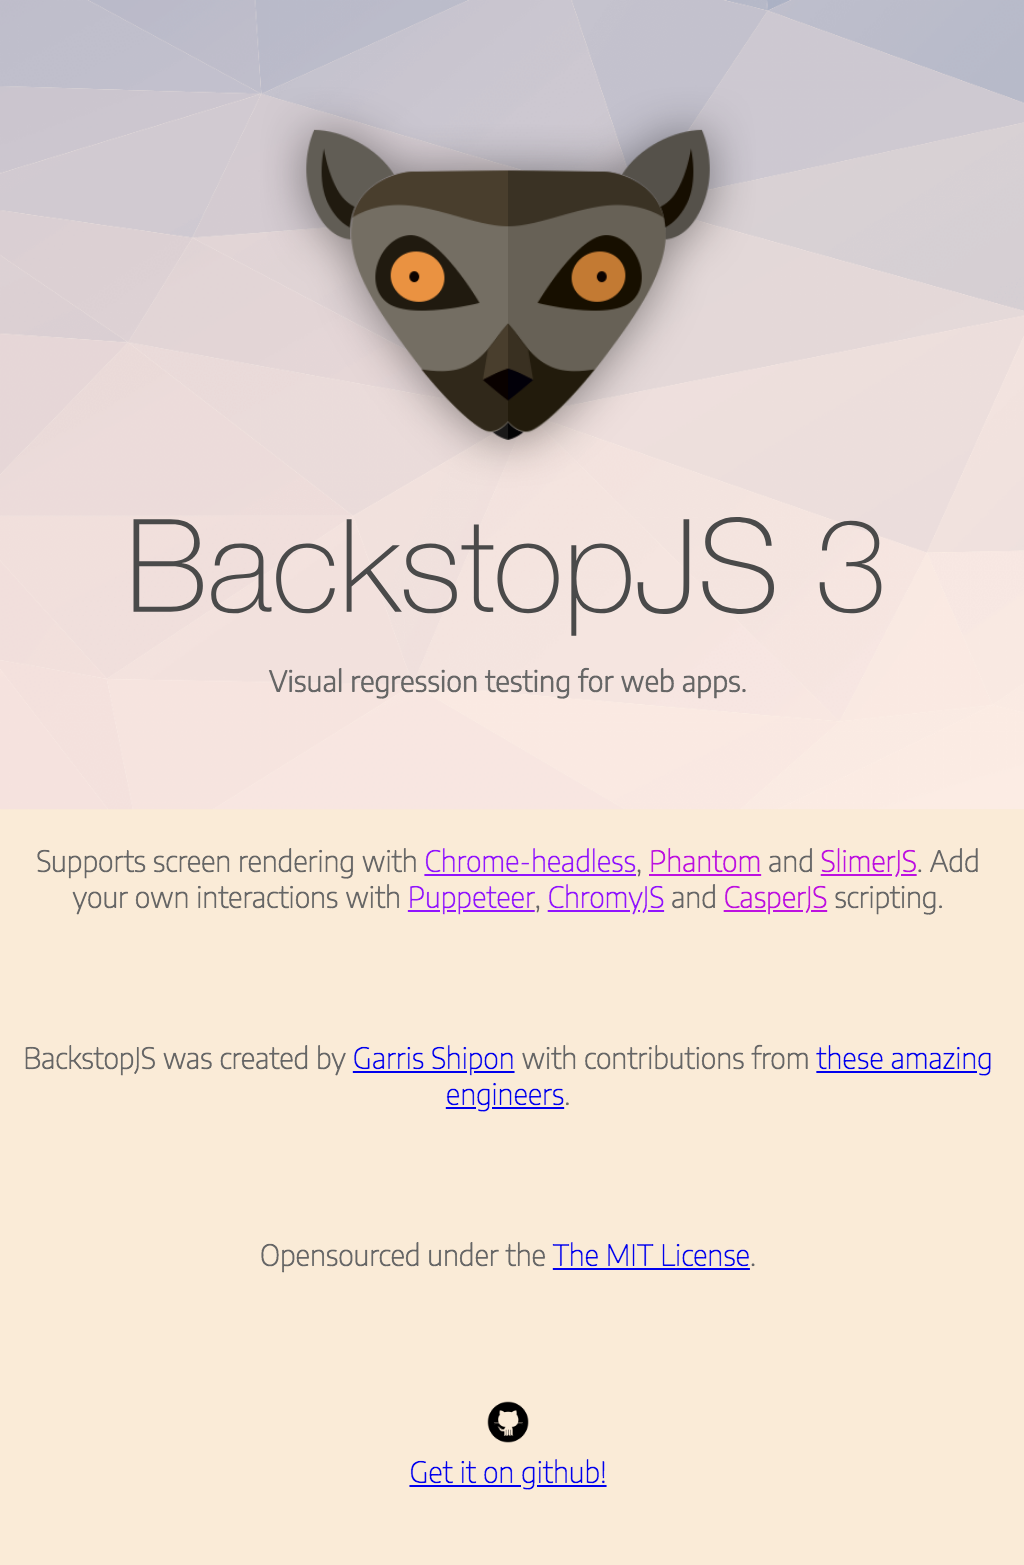 BackstopJS 3
Visual regression testing for web apps.
Supports screen rendering with Chrome-headless, Phantom and SlimerJS. Add
your own interactions with Puppeteer, ChromyJS and CasperJS scripting.
BackstopJS was created by Garris Shipon with contributions from these amazing
engineers.
Opensourced under the The MIT License.
Get it on github!